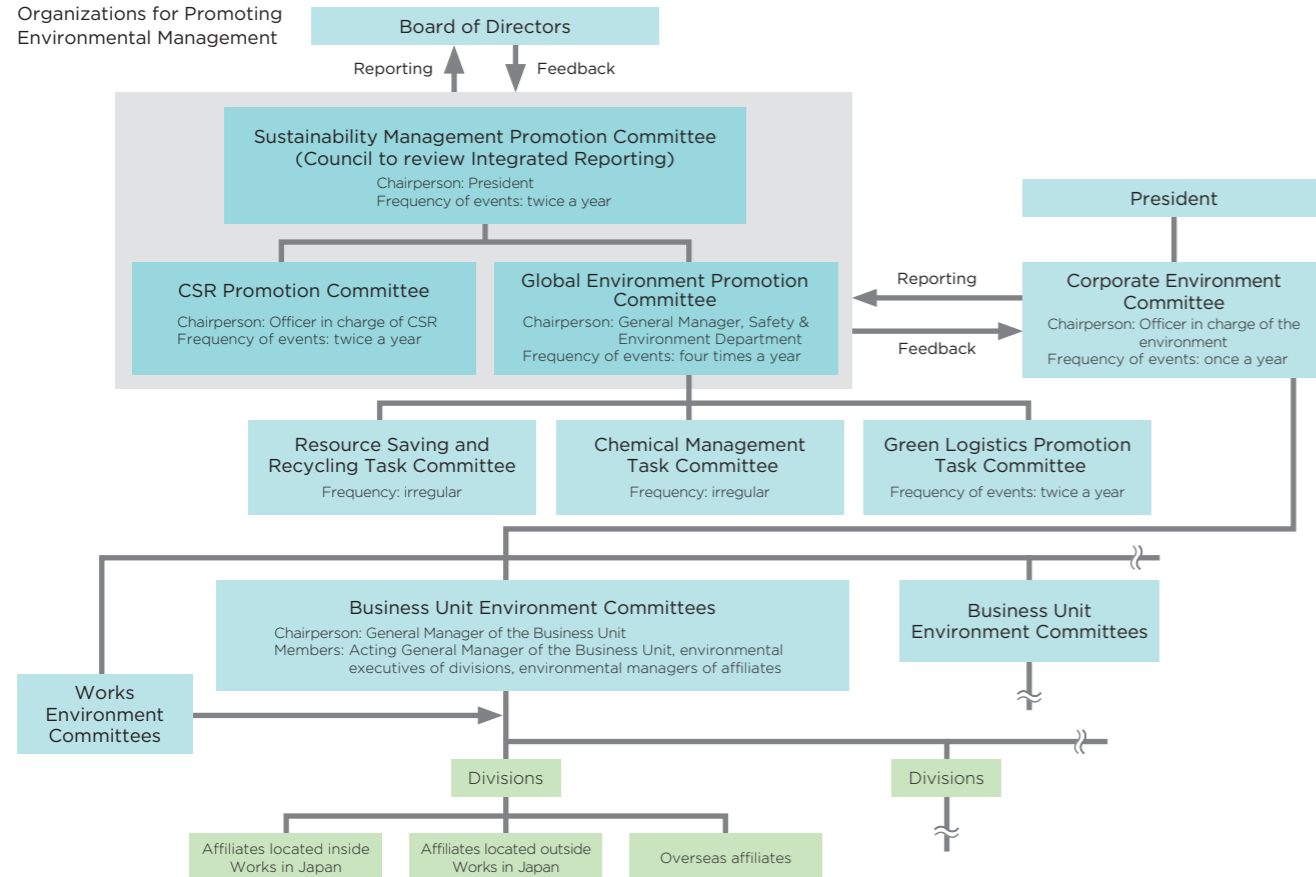 Organizations for Promoting
Environmental Management
Board of Directors
Reporting
Feedback
Sustainability Management Promotion Committee
(Council to review Integrated Reporting)
Chairperson: President
Frequency of events: twice a year
President
CSR Promotion Committee
Chairperson: Officer in charge of CSR
Frequency of events: twice a year
Global Environment Promotion
Committee
Chairperson: General Manager, Safety &
Environment Department
Frequency of events: four times a year
Reporting
Feedback
Corporate Environment
Committee
Chairperson: Officer in charge of the
environment
Frequency of events: once a year
Resource Saving and
Recycling Task Committee
Frequency: irregular
Chemical Management
Task Committee
Frequency: irregular
Green Logistics Promotion
Task Committee
Frequency of events: twice a year
Business Unit Environment Committees
Chairperson: General Manager of the Business Unit
Members: Acting General Manager of the Business Unit, environmental
executives of divisions, environmental managers of affiliates
Business Unit
Environment Committees
Works
Environment
Committees
Divisions
Divisions
Affiliates located inside
Works in Japan
Affiliates located outside
Works in Japan
Overseas affiliates